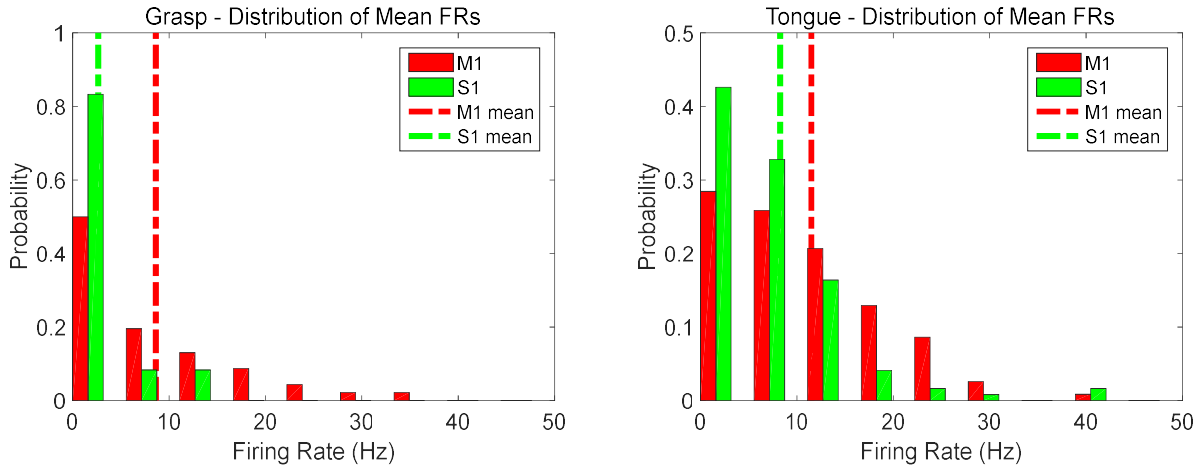 Grasp - Distribution of Mean FRs
1
0.8
0.6
0.4
0.2
0
Probability
M1
S1
M1 mean
S1 mean
0 10 20 30 40 50
Firing Rate (Hz)
Tongue - Distribution of Mean FRs
0.5
0.4
0.3
0.2
0.1
0
Probability
M1
S1
M1 mean
S1 mean
0 10 20 30 40 50
Firing Rate (Hz)